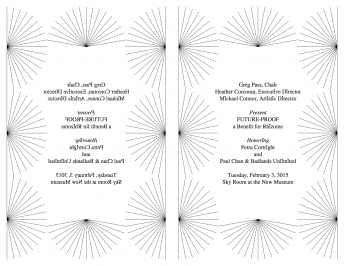 Greg Pass, Chair
Heather Corcoran, Executive Director
Michael Connor, Artistic Director
Present
FUTURE-PROOF
a Benefit for Rhizome
Honoring
Petra Cortright
and
Paul Chan & Badlands Unlimited
Tuesday, February 3, 2015
Sky Room at the New Museum
Greg Pass, Chair
Heather Corcoran, Executive Director
Michael Connor, Artistic Director
Present
FUTURE-PROOF
a Benefit for Rhizome
Honoring
Petra Cortright
and
Paul Chan & Badlands Unlimited
Tuesday, February 3, 2015
Sky Room at the New Museum